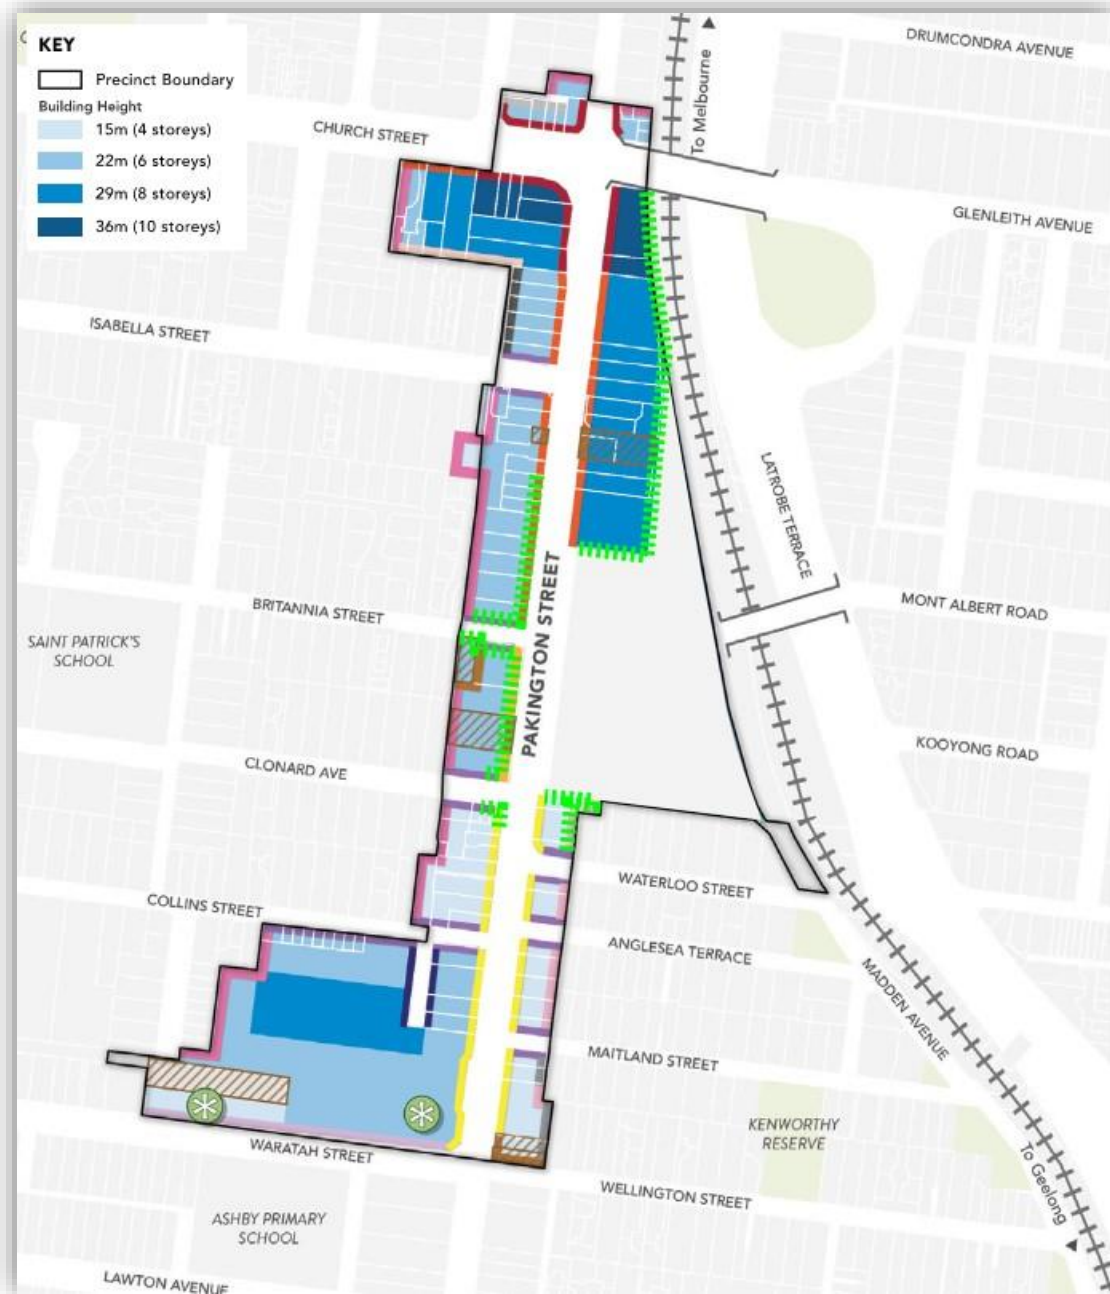 KEY
Precinct Boundary
Building Height
15m (4 storeys)
22m (6 storeys)
29m (8 storeys)
36m (10 storeys)
DRUMCONDRA AVENUE
To Melbourne
CHURCH STREET
GLENLEITH AVENUE
ISABELLA STREET
LATROBE TERRACE
BRITANNIA STREET
MONT ALBERT ROAD
SAINT PATRICK'S
SCHOOL
PAKINGTON STREET
CLONARD AVE
KOOYONG ROAD
WATERLOO STREET
COLLINS STREET
ANGLESEA TERRACE
MADDEN AVENUE
MAITLAND STREET
KENWORTHY
RESERVE
WARATAH STREET
To Geelong
WELLINGTON STREET
ASHBY PRIMARY
SCHOOL
LAWTON AVENUE